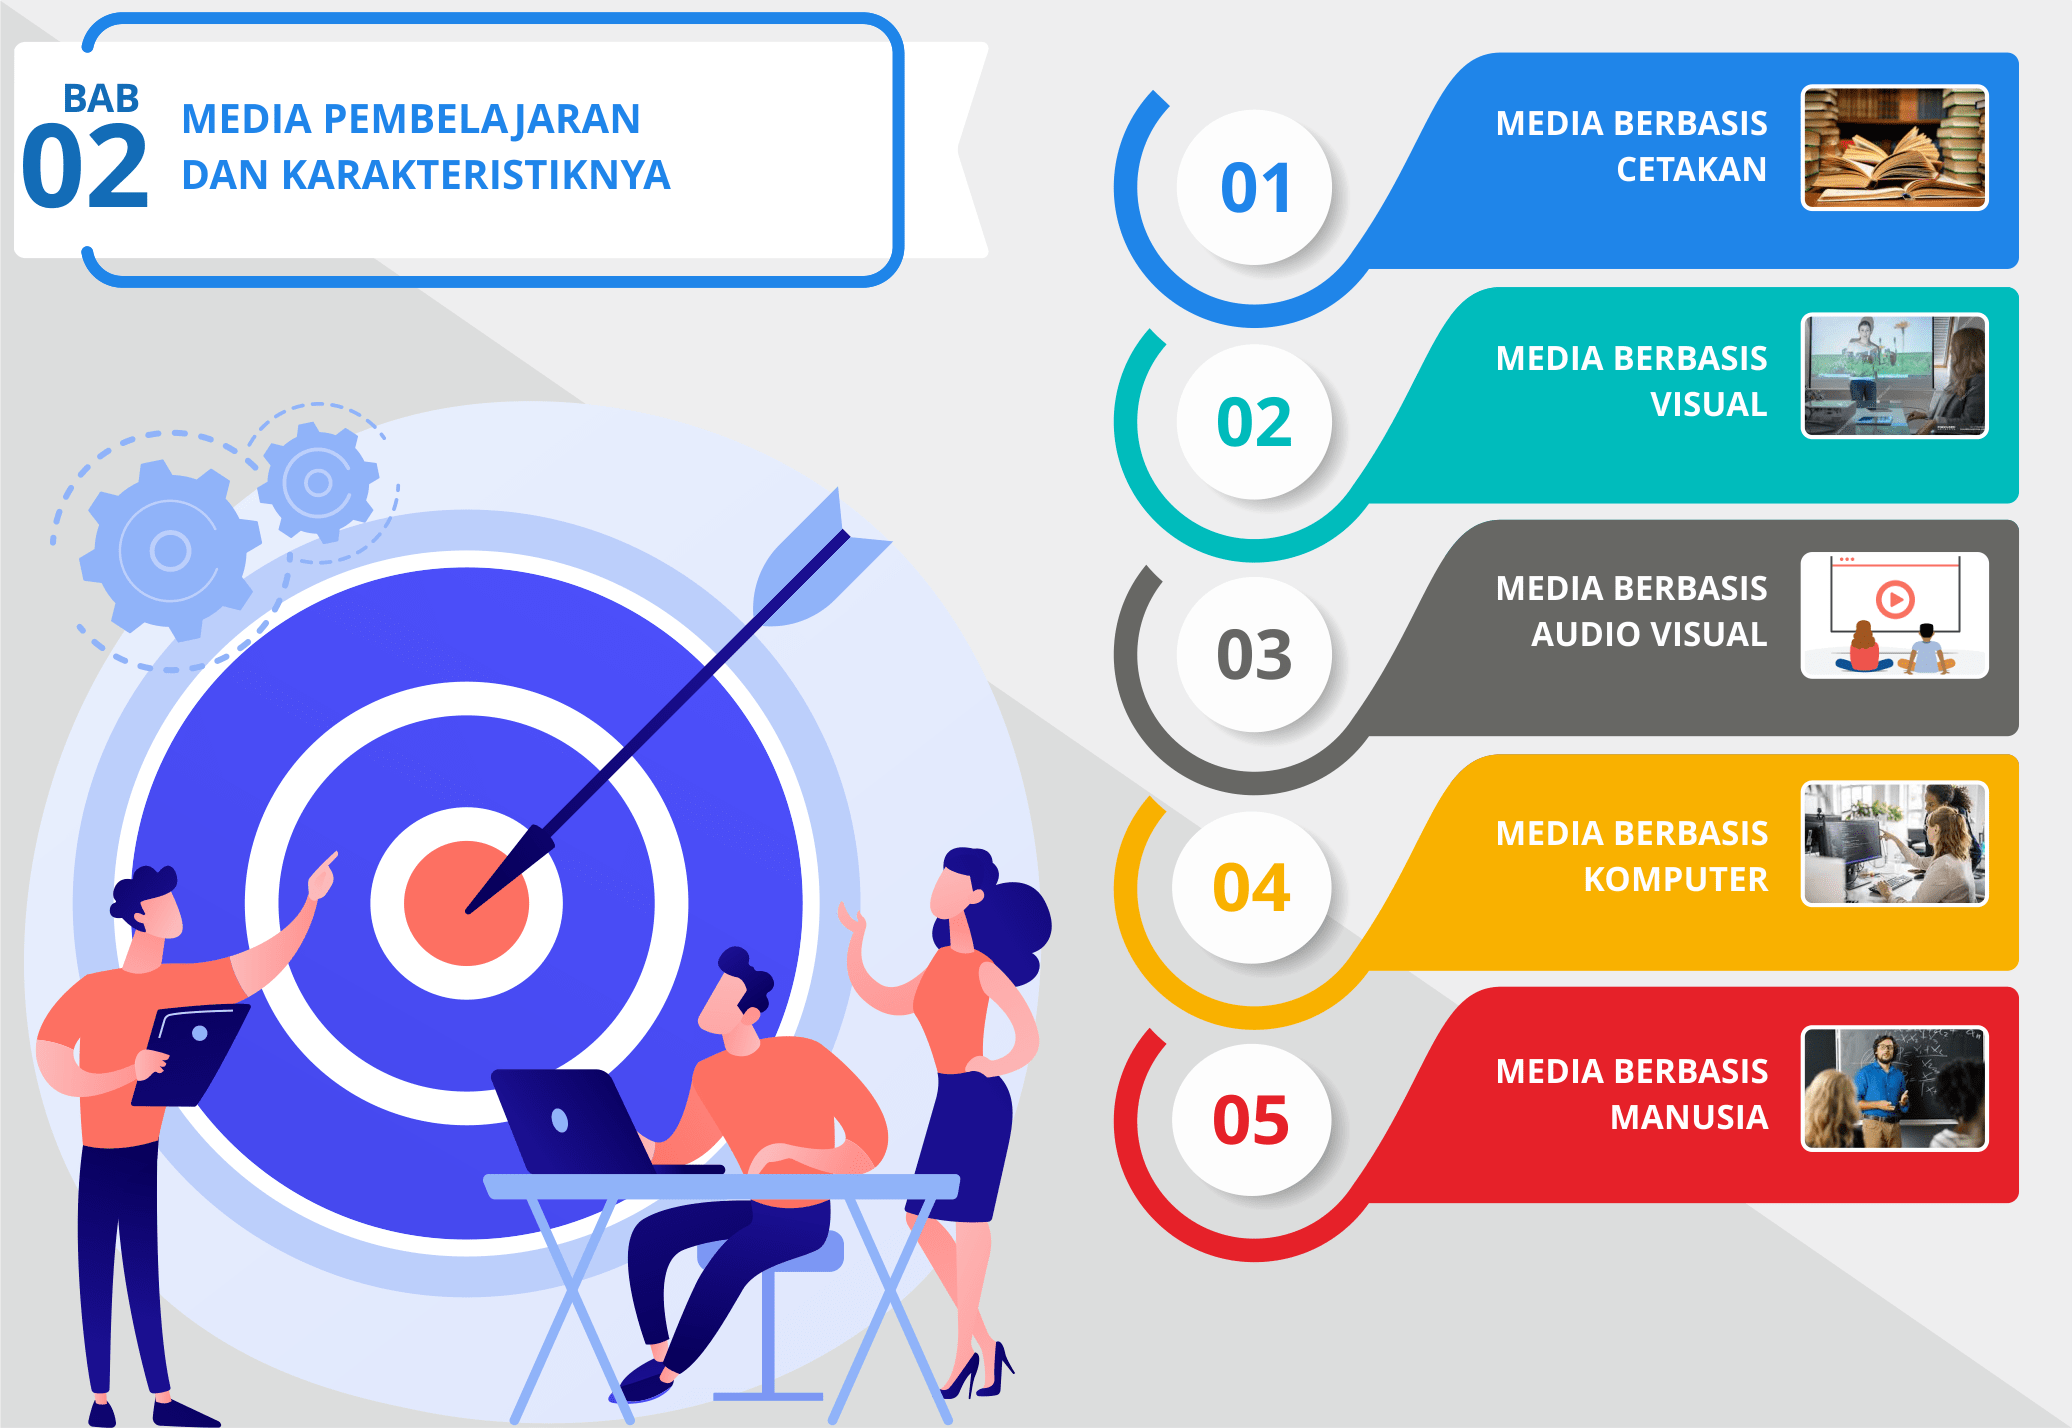 BAB
02
MEDIA PEMBELAJARAN
DAN KARAKTERISTIKNYA
01
MEDIA BERBASIS
CETAKAN
02
MEDIA BERBASIS
VISUAL
03
MEDIA BERBASIS
AUDIO VISUAL
04
MEDIA BERBASIS
KOMPUTER
05
MEDIA BERBASIS
MANUSIA